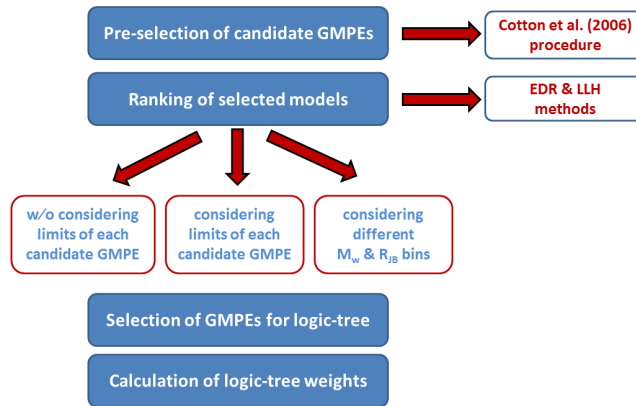 Pre-selection of candidate GMPEs
Cotton et al. (2006)
procedure
Ranking of selected models
EDR & LLH
methods
w/o considering
limits of each
candidate GMPE
considering
limits of each
candidate GMPE
considering
different
Mw & RJB bins
Selection of GMPEs for logic-tree
Calculation of logic-tree weights